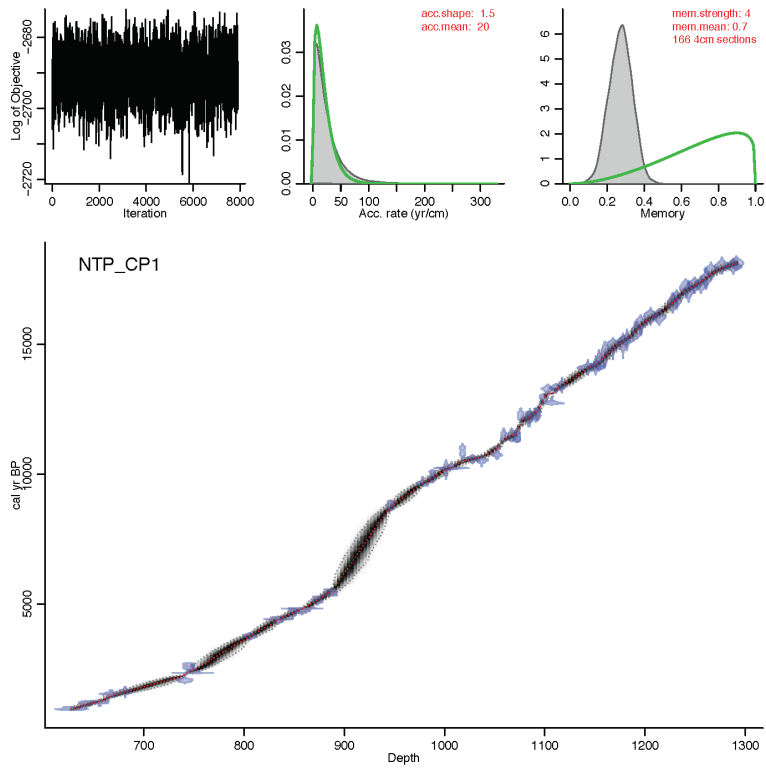 Log of Objective
−2720 −2700 −2680
0 2000 4000 6000 8000
Iteration
acc.shape: 1.5
acc.mean: 20
0.00 0.01 0.02 0.03
0 50 100 200 300
Acc. rate (yr/cm)
mem.strength: 4
mem.mean: 0.7
166 4cm sections
0 1 2 3 4 5 6
0.0 0.2 0.4 0.6 0.8 1.0
Memory
NTP_CP1
cal yr BP
5000 10000 15000
700 800 900 1000 1100 1200 1300
Depth